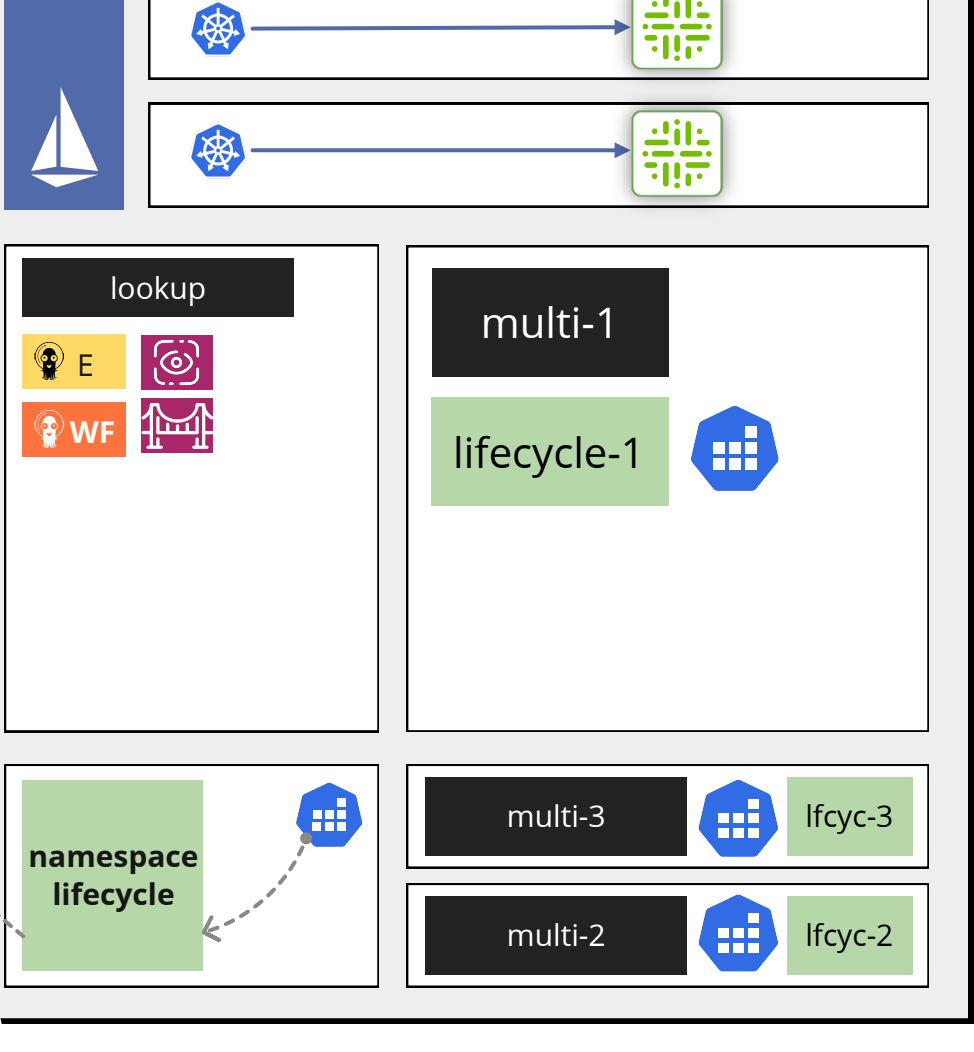 lookup
E
WF
multi-1
lifecycle-1
namespace
lifecycle
multi-3
lfcyc-3
multi-2
lfcyc-2